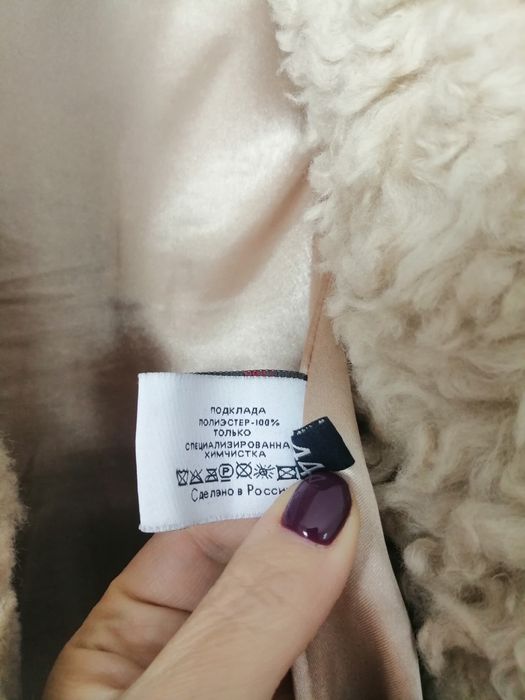 ПОДКЛАДА
ПОЛИЭСТЕР-100%
ТОЛЬКО
СПЕЦИАЛИЗИРОВАННА
ХИМЧИСТКА
P
Сделано в Росси